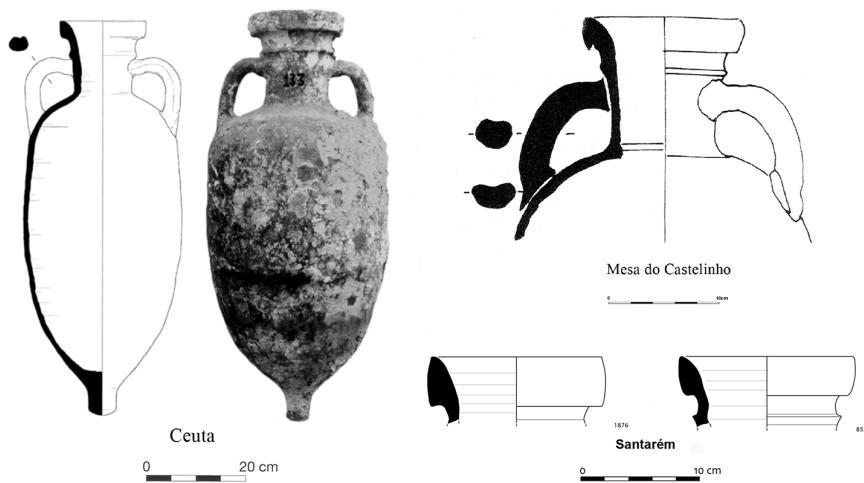 133
Ceuta
0 20 cm
Mesa do Castelinho
0 10cm
1876
85
Santarém
0 10 cm